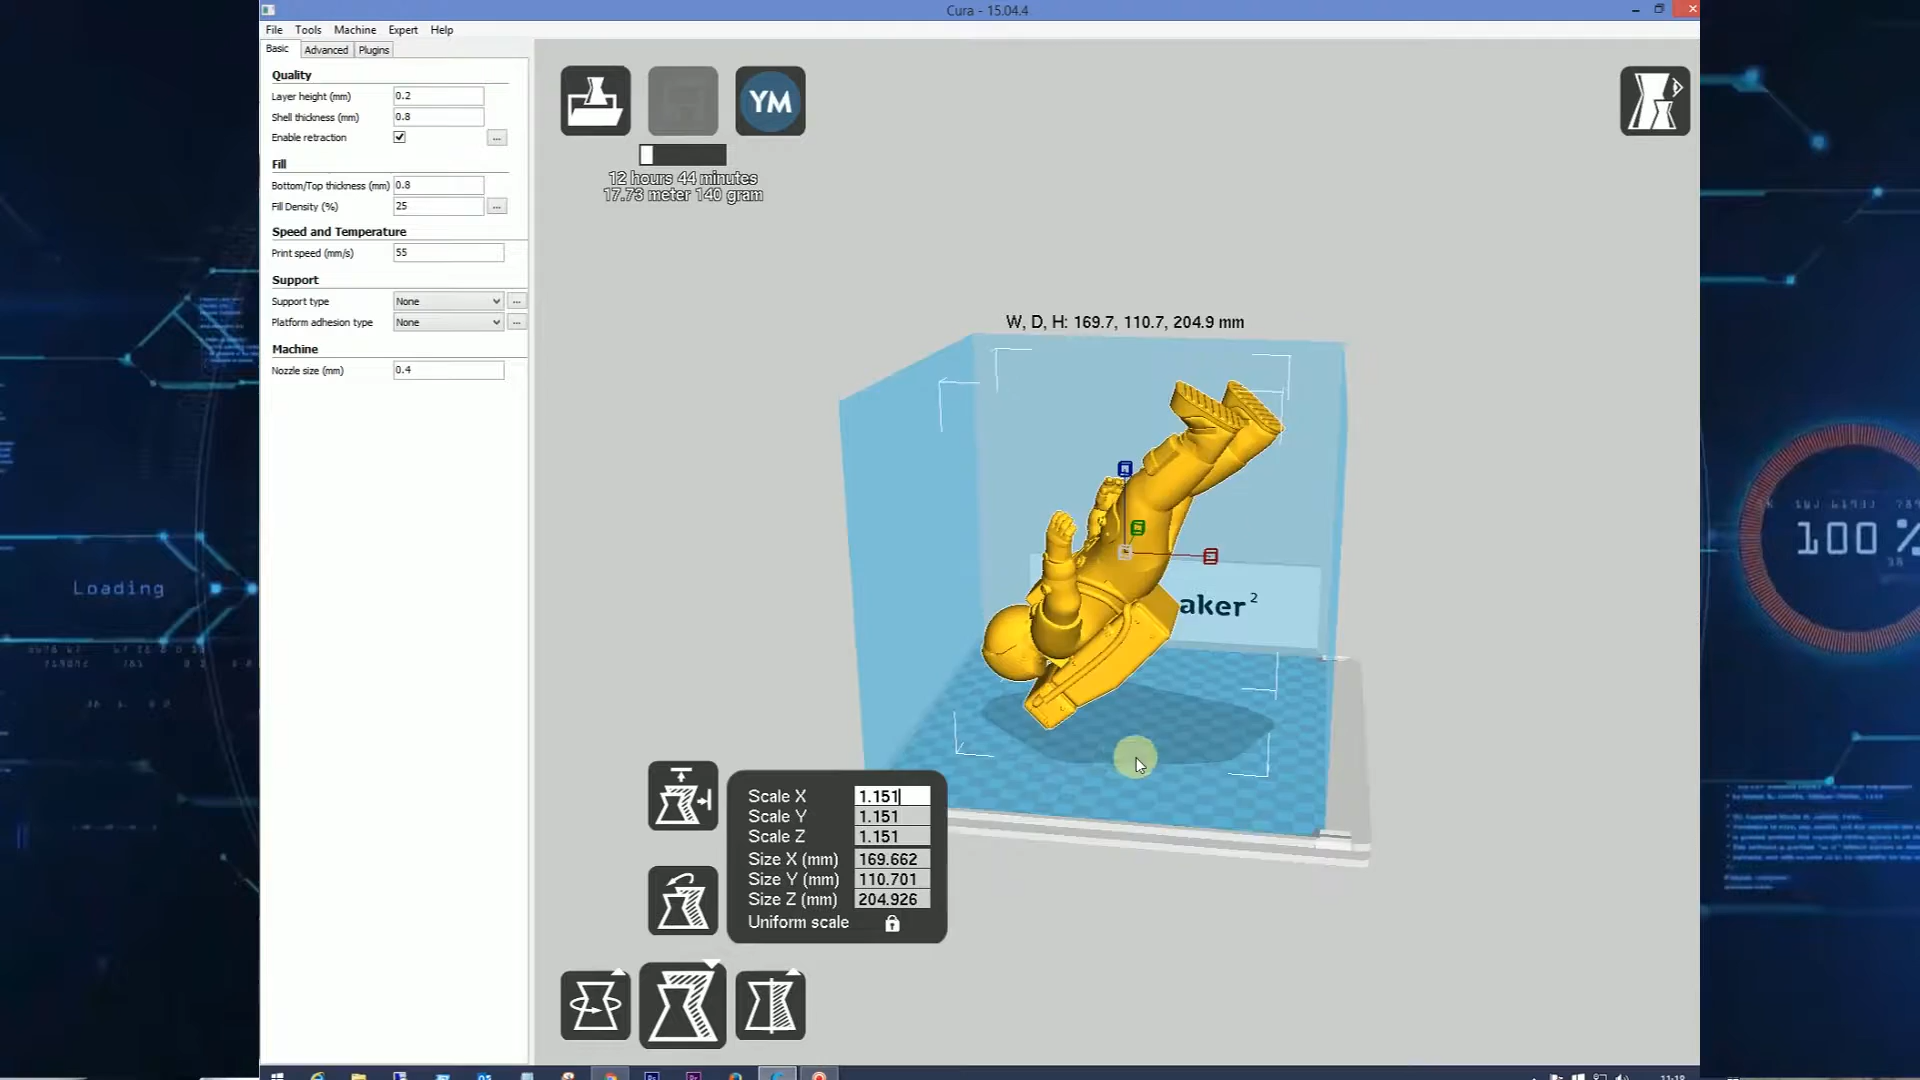 Cura - 15.04.4
File Tools Machine Expert Help
Basic Advanced Plugins
Quality
Layer height (mm) 0.2
Shell thickness (mm) 0.8
Enable retraction ...
Fill
Bottom/Top thickness (mm) 0.8
Fill Density (%) 25 ...
Speed and Temperature
Print speed (mm/s) 55
Support
Support type None ...
Platform adhesion type None ...
Machine
Nozzle size (mm) 0.4
YM
12 hours 44 minutes
17.73 meter 140 gram
W, D, H: 169.7, 110.7, 204.9 mm
aker²
Scale X 1.151
Scale Y 1.151
Scale Z 1.151
Size X (mm) 169.662
Size Y (mm) 110.701
Size Z (mm) 204.926
Uniform scale
Loading
100 %